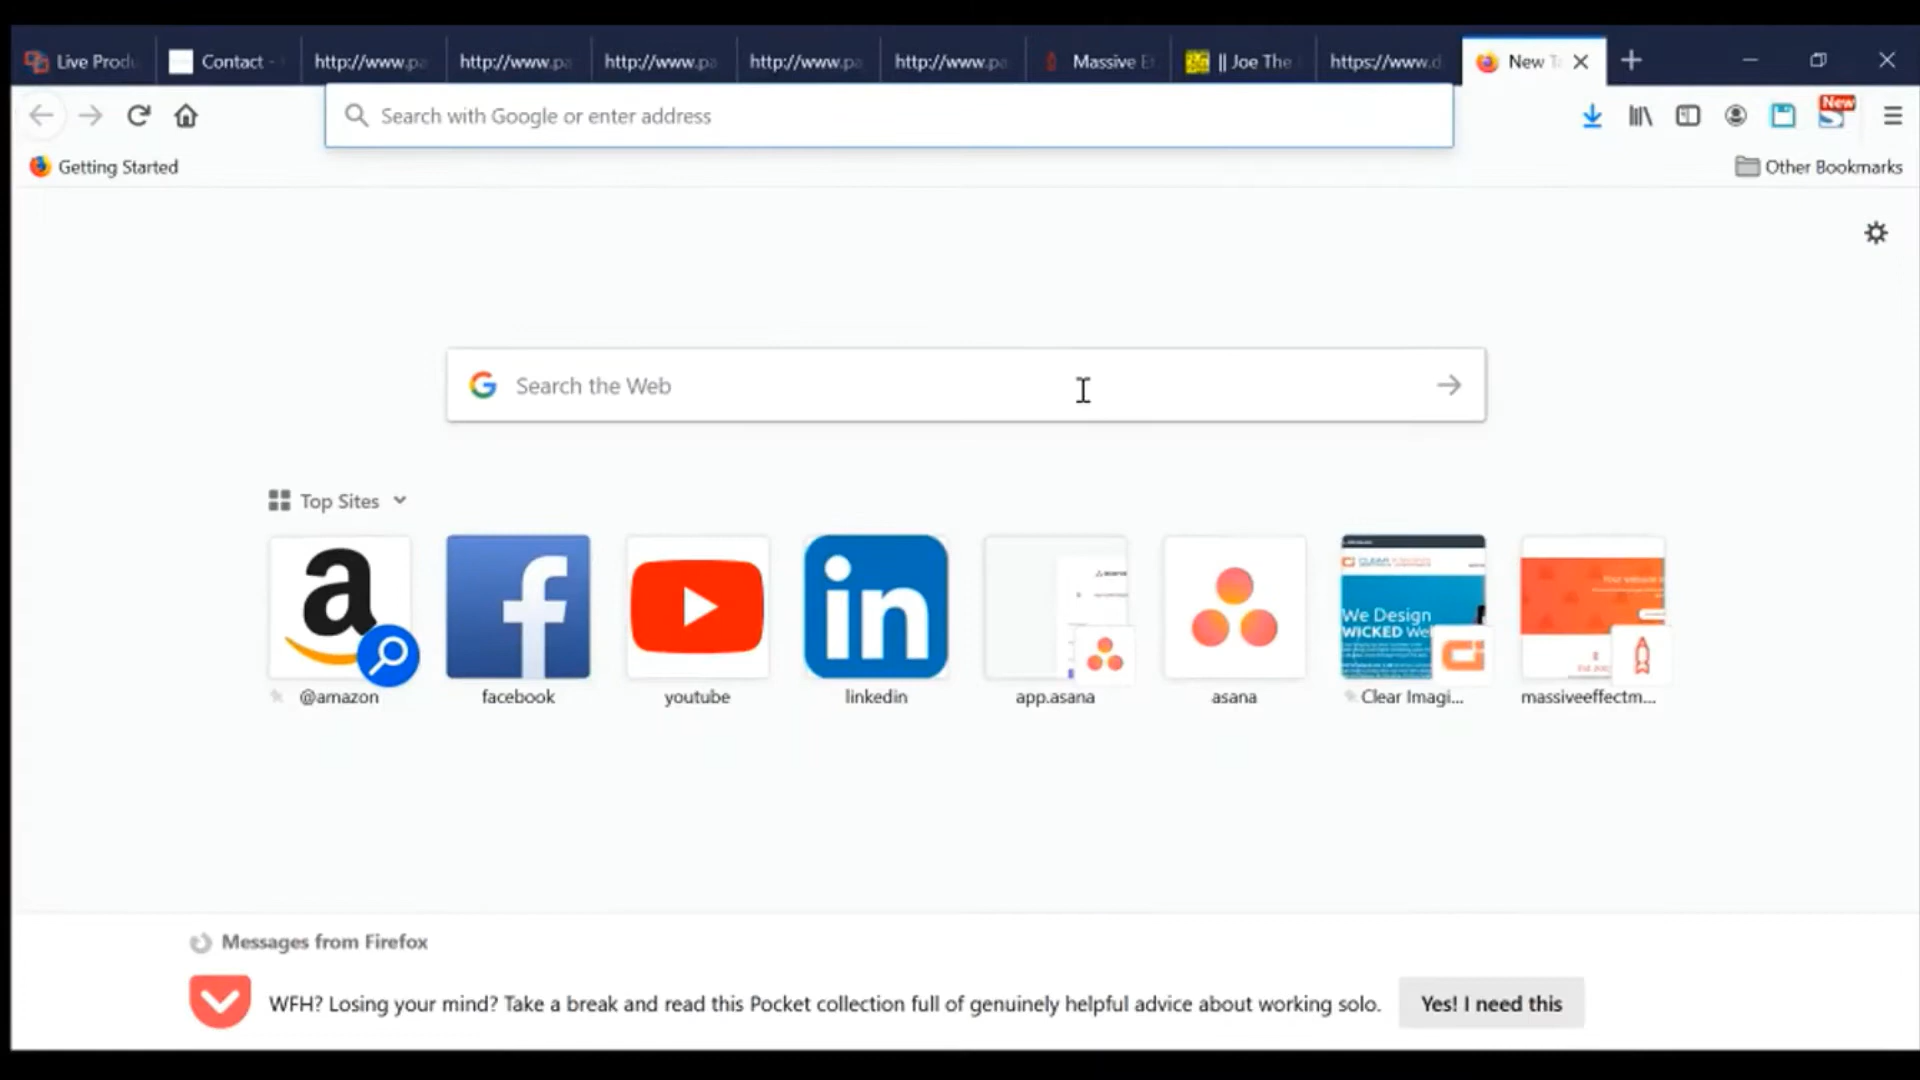 Live Produ
Contact -
http://www.pa
http://www.pa
http://www.pa
http://www.pa
http://www.pa
Massive E
|| Joe The
https://www.d
New T
Search with Google or enter address
New
Getting Started
Other Bookmarks
Search the Web
Top Sites
We Design
WICKED We
@amazon
facebook
youtube
linkedin
app.asana
asana
Clear Imagi...
massiveeffectm...
Messages from Firefox
WFH? Losing your mind? Take a break and read this Pocket collection full of genuinely helpful advice about working solo.
Yes! I need this